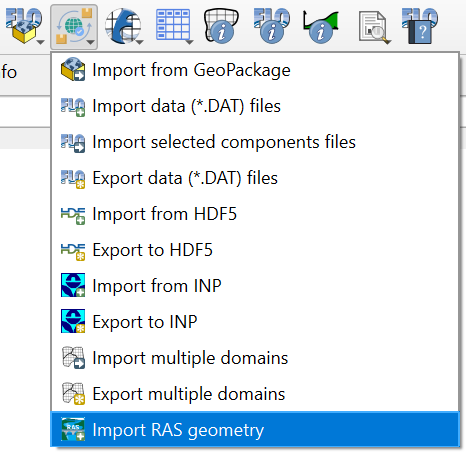 nfo
Import from GeoPackage
Import data (*.DAT) files
Import selected components files
Export data (*.DAT) files
Import from HDF5
Export to HDF5
Import from INP
Export to INP
Import multiple domains
Export multiple domains
Import RAS geometry